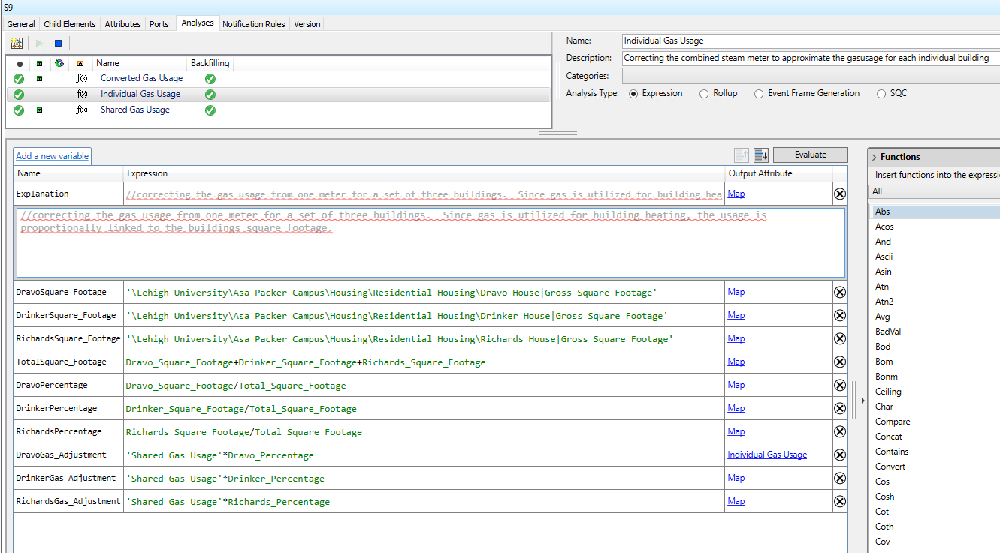 S9
General Child Elements Attributes Ports Analyses Notification Rules Version
Name Backfilling
f(x) Converted Gas Usage
f(x) Individual Gas Usage
f(x) Shared Gas Usage
Name: Individual Gas Usage
Description: Correcting the combined steam meter to approximate the gasusage for each individual building
Categories:
Analysis Type: Expression Rollup Event Frame Generation SQC
Add a new variable Evaluate
Name Expression Output Attribute
Explanation //correcting the gas usage from one meter for a set of three buildings.  Since gas is utilized for building hea Map
//correcting the gas usage from one meter for a set of three buildings.  Since gas is utilized for building heating, the usage is
proportionally linked to the buildings square footage.
DravoSquare_Footage '\Lehigh University\Asa Packer Campus\Housing\Residential Housing\Dravo House|Gross Square Footage' Map
DrinkerSquare_Footage '\Lehigh University\Asa Packer Campus\Housing\Residential Housing\Drinker House|Gross Square Footage' Map
RichardsSquare_Footage '\Lehigh University\Asa Packer Campus\Housing\Residential Housing\Richards House|Gross Square Footage' Map
TotalSquare_Footage Dravo_Square_Footage+Drinker_Square_Footage+Richards_Square_Footage Map
DravoPercentage Dravo_Square_Footage/Total_Square_Footage Map
DrinkerPercentage Drinker_Square_Footage/Total_Square_Footage Map
RichardsPercentage Richards_Square_Footage/Total_Square_Footage Map
DravoGas_Adjustment 'Shared Gas Usage'*Dravo_Percentage Individual Gas Usage
DrinkerGas_Adjustment 'Shared Gas Usage'*Drinker_Percentage Map
RichardsGas_Adjustment 'Shared Gas Usage'*Richards_Percentage Map
Functions
Insert functions into the expressi
All
Abs
Acos
And
Ascii
Asin
Atn
Atn2
Avg
BadVal
Bod
Bom
Bonm
Ceiling
Char
Compare
Concat
Contains
Convert
Cos
Cosh
Cot
Coth
Cov